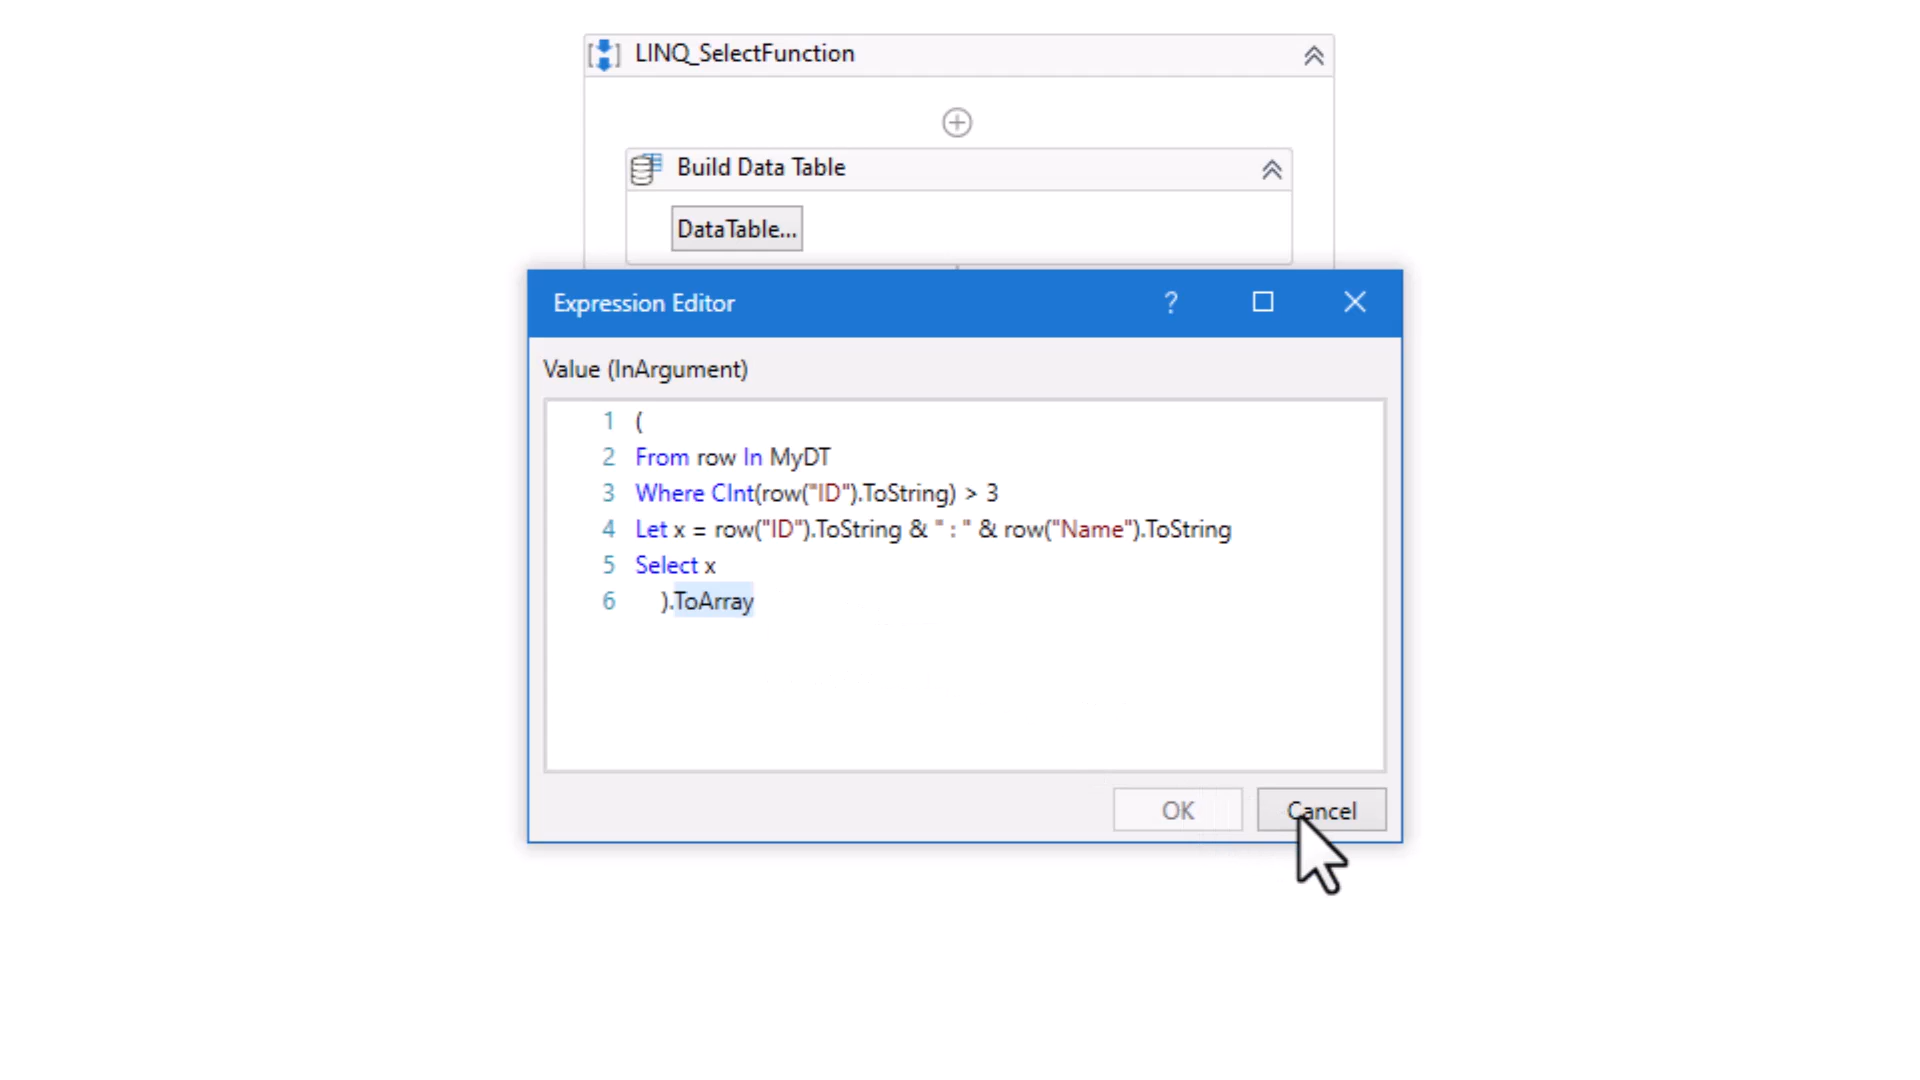 LINQ_SelectFunction
Build Data Table
DataTable...
Expression Editor
?
Value (InArgument)
1 (
2 From row In MyDT
3 Where CInt(row("ID").ToString) > 3
4 Let x = row("ID").ToString & " : " & row("Name").ToString
5 Select x
6 ).ToArray
OK Cancel